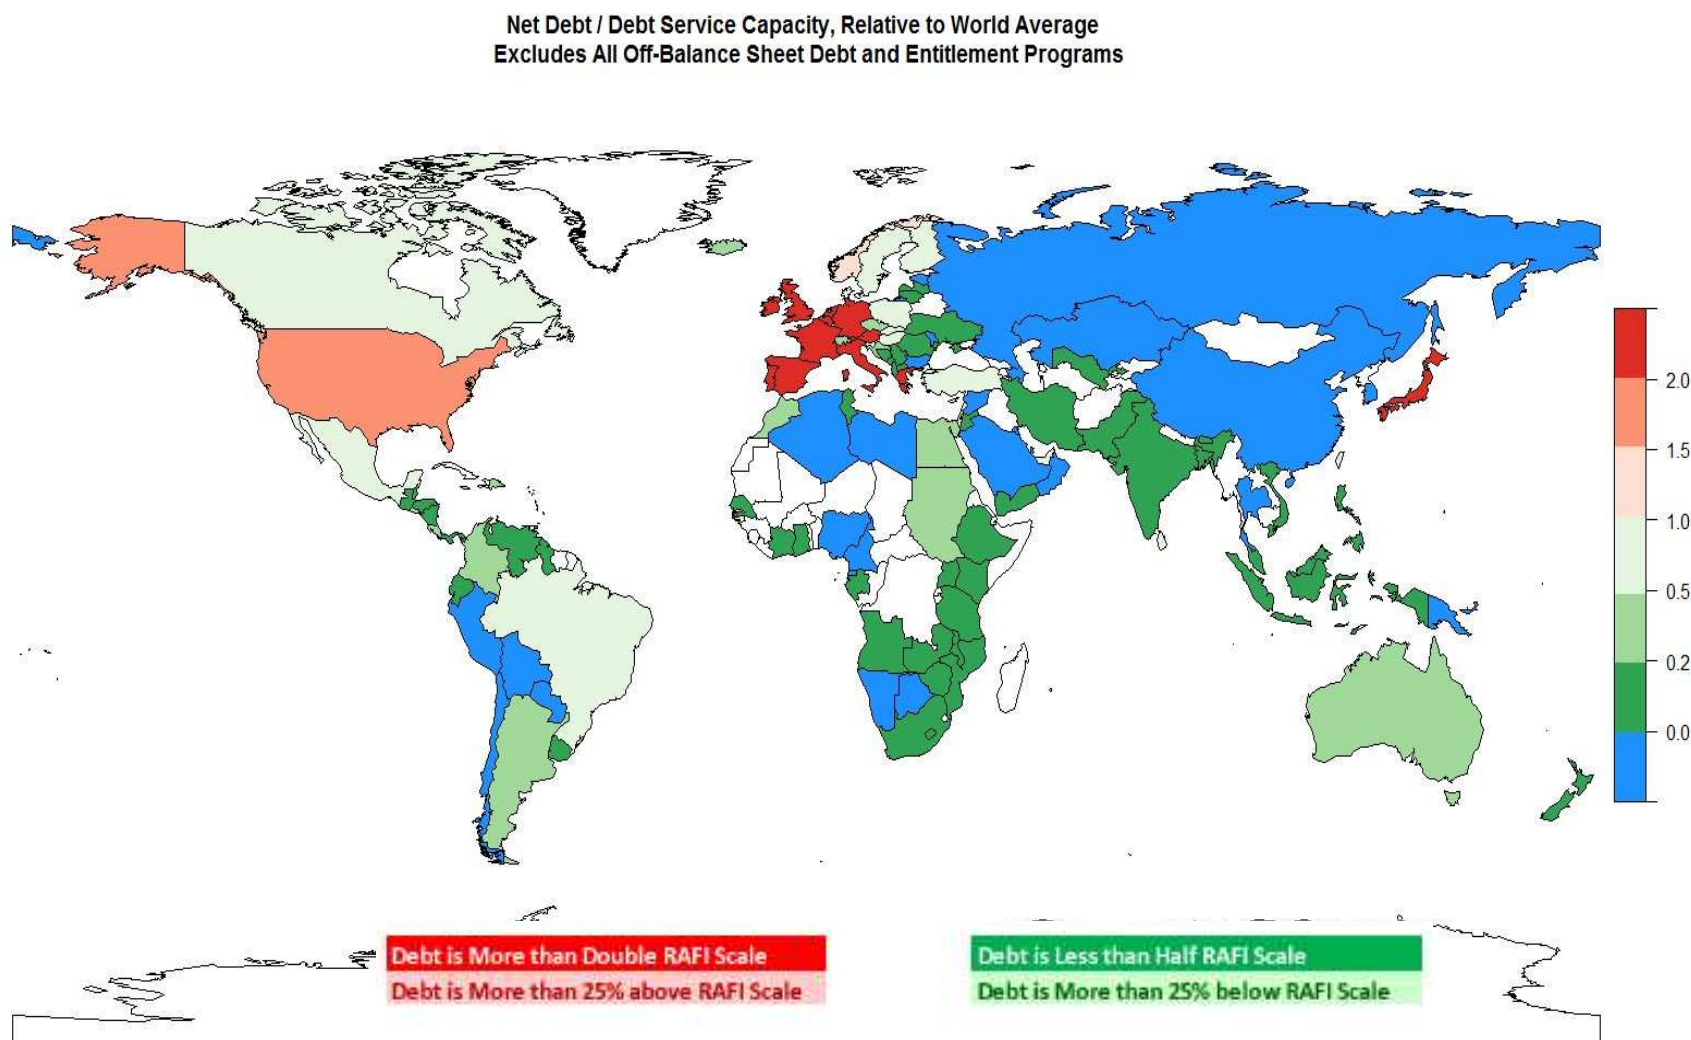 Net Debt / Debt Service Capacity, Relative to World Average
Excludes All Off-Balance Sheet Debt and Entitlement Programs
2.0
1.5
1.0
0.5
0.2
0.0
Debt is More than Double RAFI Scale
Debt is More than 25% above RAFI Scale
Debt is Less than Half RAFI Scale
Debt is More than 25% below RAFI Scale